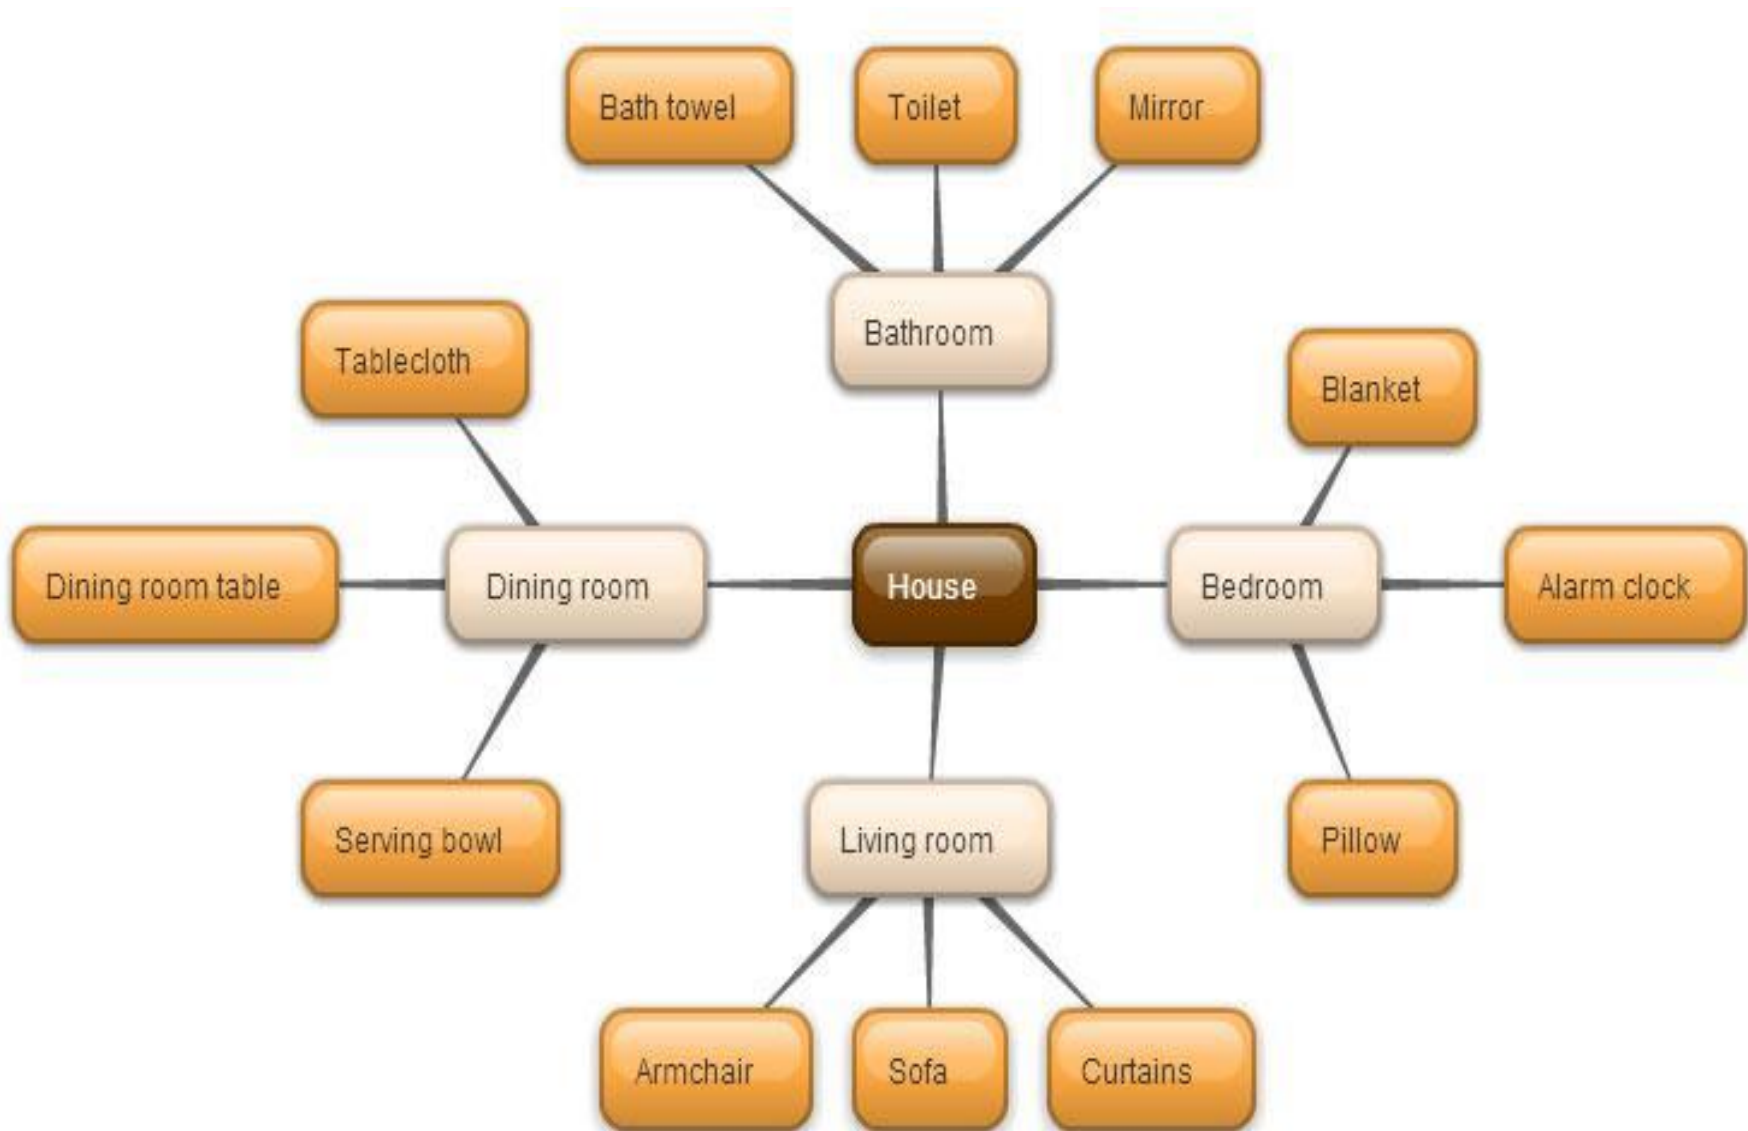 Bath towel
Toilet
Mirror
Bathroom
Tablecloth
Blanket
Dining room table
Dining room
House
Bedroom
Alarm clock
Serving bowl
Living room
Pillow
Armchair
Sofa
Curtains